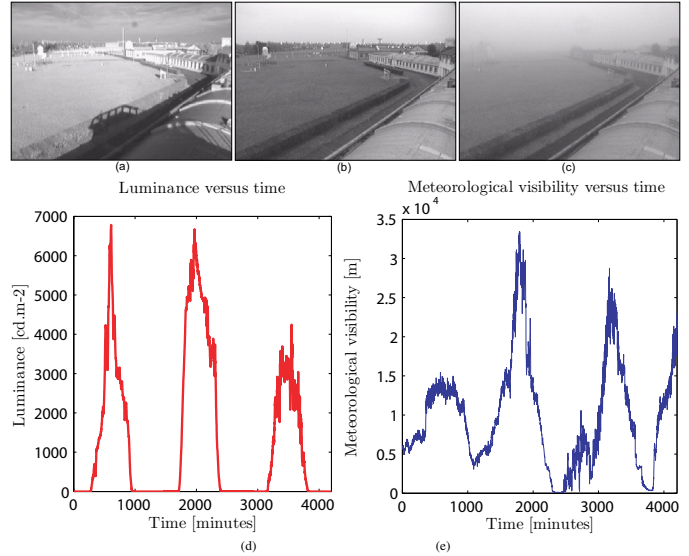 (a)
(b)
(c)
Luminance versus time
Meteorological visibility versus time
7000
6000
5000
4000
3000
2000
1000
0
Luminance [cd.m-2]
0
1000
2000
3000
4000
Time [minutes]
(d)
x 10^4
3.5
3
2.5
2
1.5
1
0.5
0
Meteorological visibility [m]
0
1000
2000
3000
4000
Time [minutes]
(e)